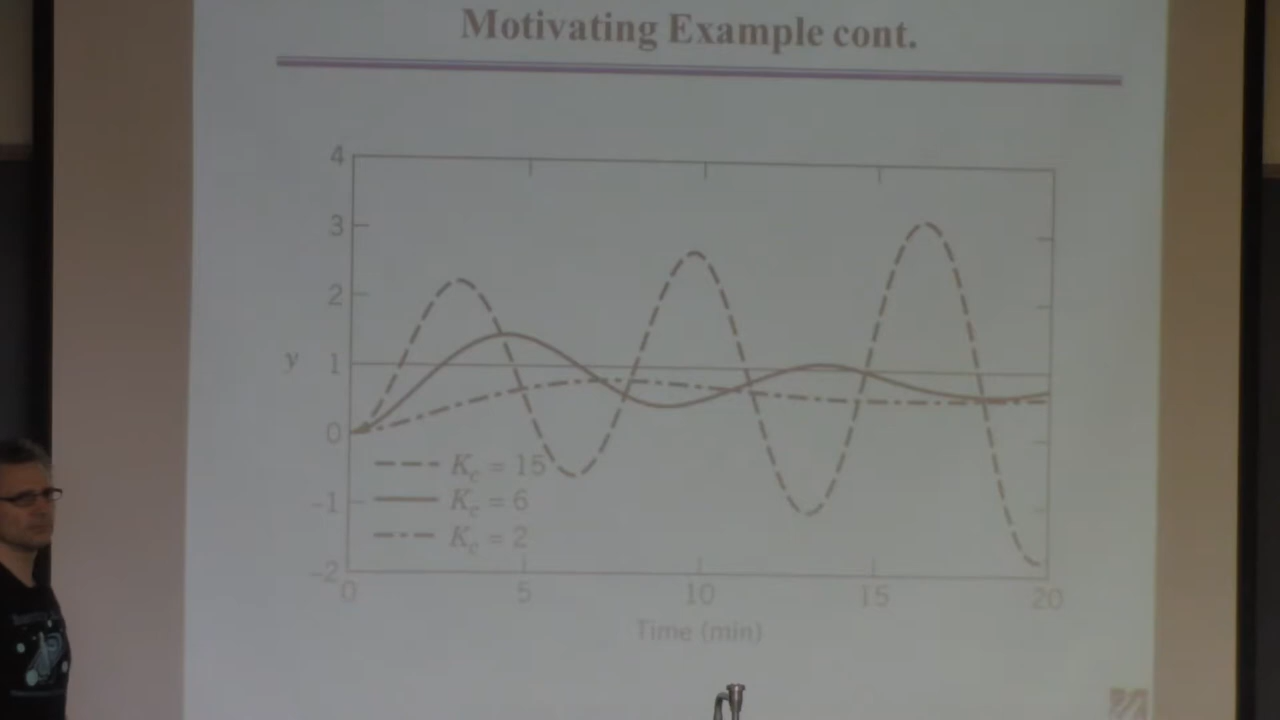 Motivating Example cont.
4
3
2
y 1
0
K_c = 15
K_c = 6
-1
K_c = 2
-2
0 5 10 15 20
Time (min)